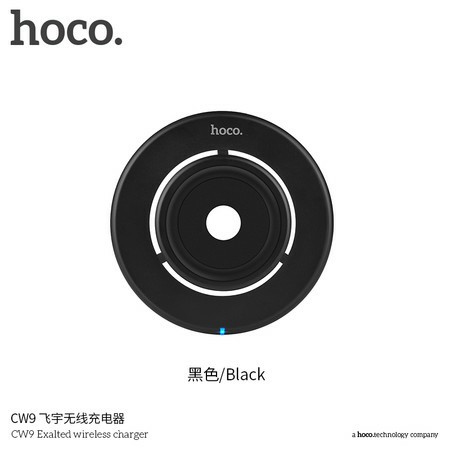 hoco.
hoco.
黑色/Black
CW9 飞宇无线充电器
CW9 Exalted wireless charger
a hoco.technology company